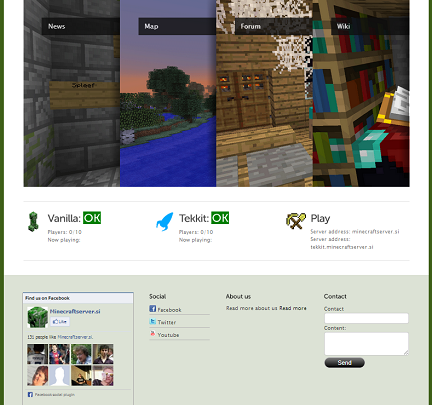 News
Map
Forum
Wiki
Spleef
Vanilla: OK
Players: 0/10
Now playing:
Tekkit: OK
Players: 0/10
Now playing:
Play
Server address: minecraftserver.si
Server address:
tekkit.minecraftserver.si
Find us on Facebook
Minecraftserver.si
Like
people like Minecraftserver.si.
Facebook social plugin
Social
Facebook
Twitter
Youtube
About us
Read more about us Read more
Contact
Contact
Content:
Send